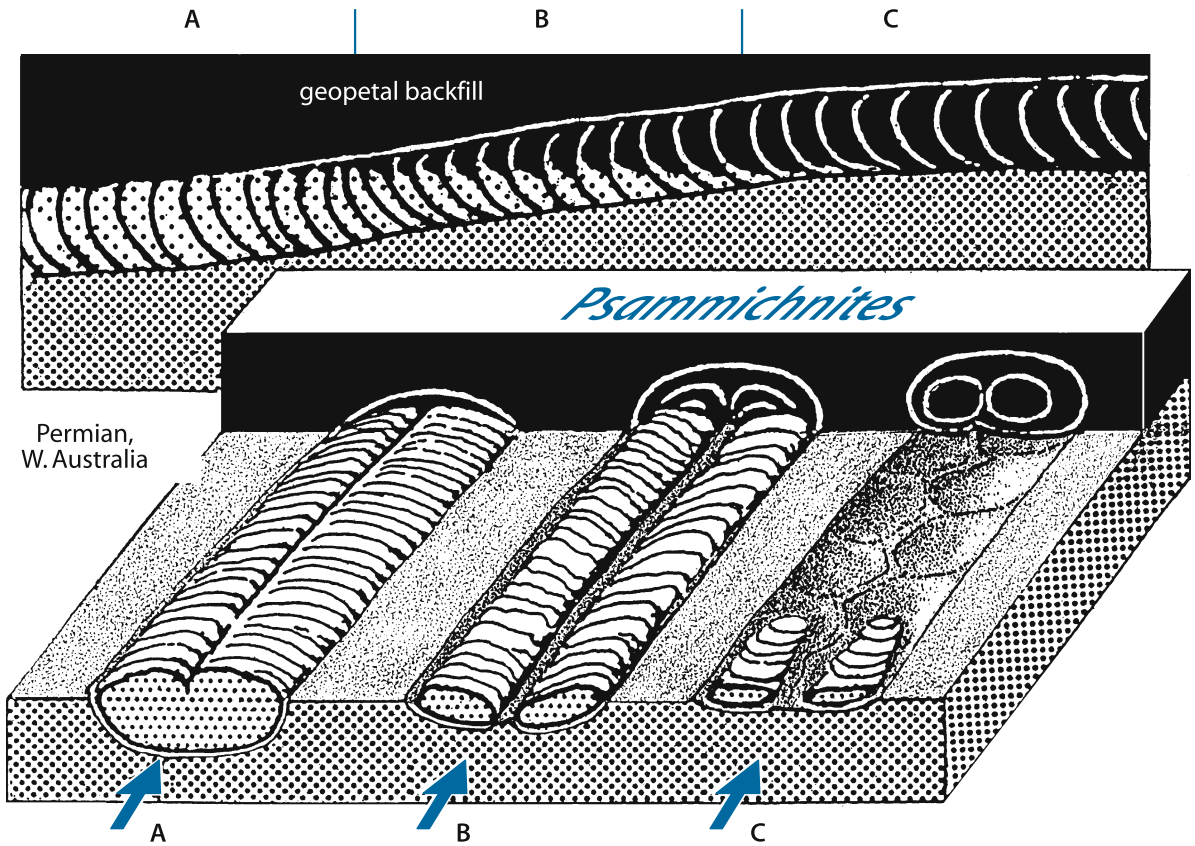 A
B
C
geopetal backfill
Psammichnites
Permian,
W. Australia
A
B
C